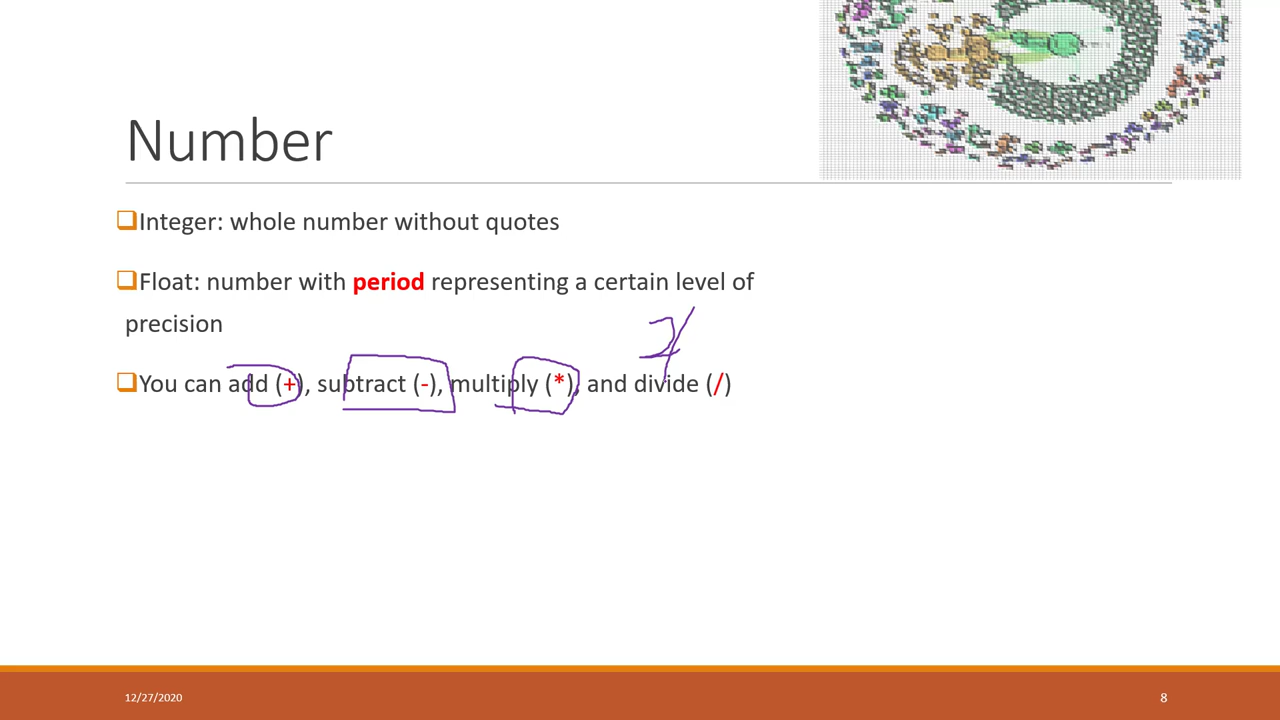 Number
Integer: whole number without quotes
Float: number with period representing a certain level of
precision
You can add (+), subtract (-), multiply (*), and divide (/)
12/27/2020
8